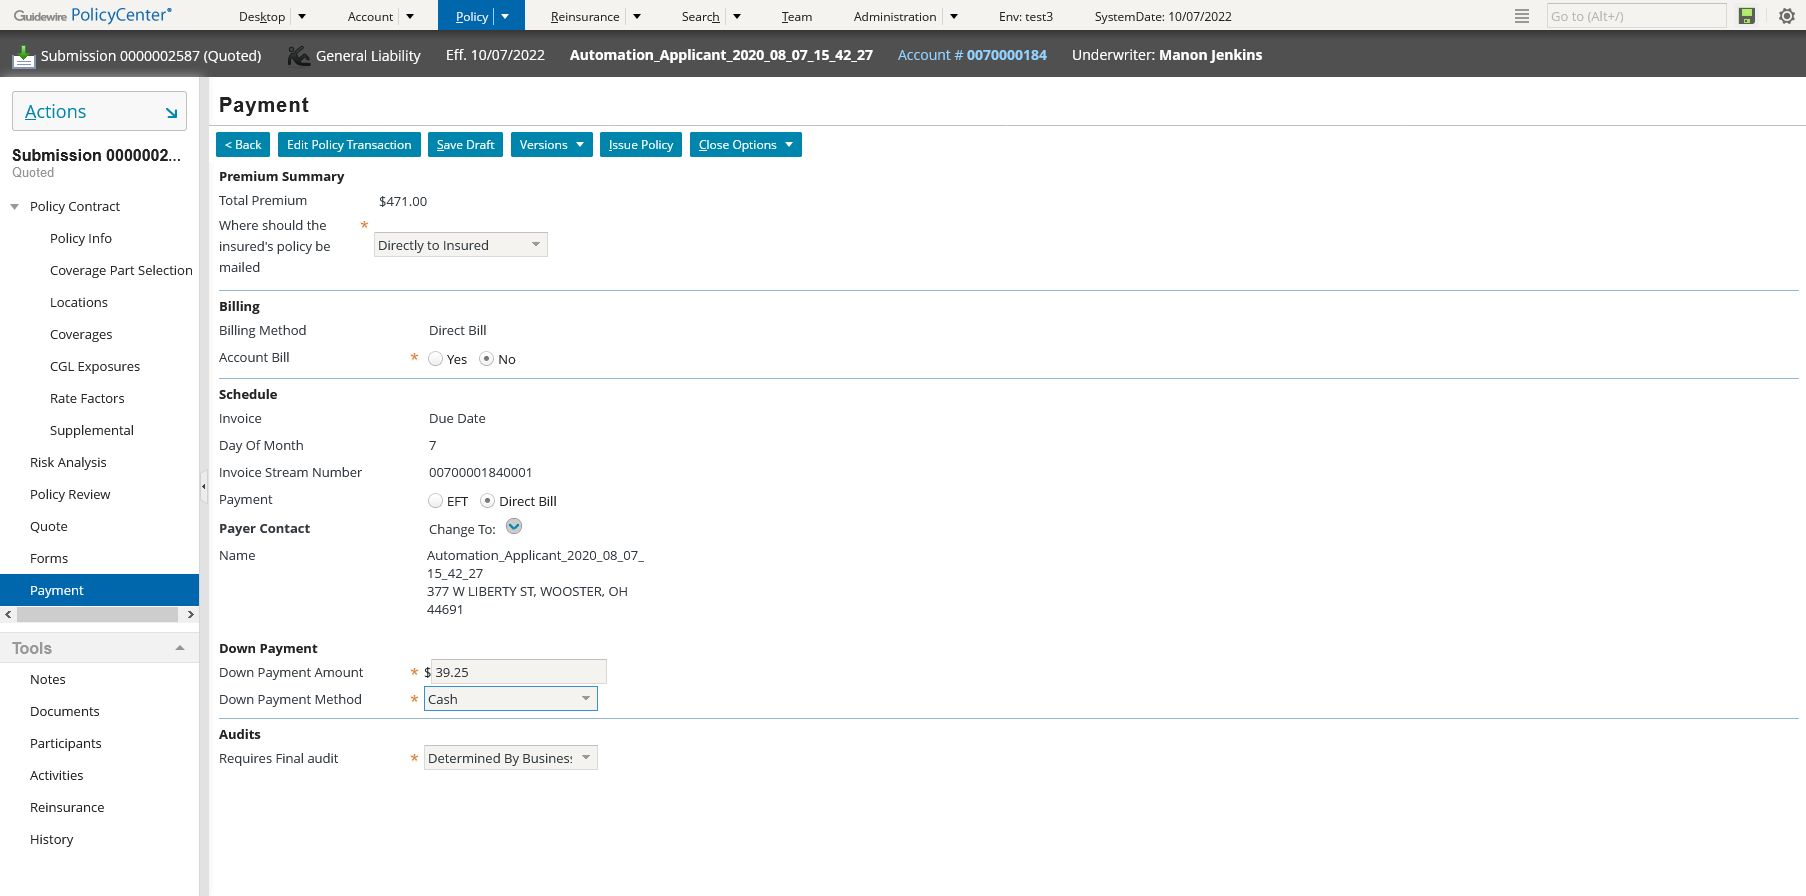 Guidewire PolicyCenter® Desktop Account Policy Reinsurance Search Team Administration Env: test3 SystemDate: 10/07/2022 Go to (Alt+/)
Submission 0000002587 (Quoted) General Liability Eff. 10/07/2022 Automation_Applicant_2020_08_07_15_42_27 Account # 0070000184 Underwriter: Manon Jenkins
Actions
Submission 0000002...
Quoted
Policy Contract
Policy Info
Coverage Part Selection
Locations
Coverages
CGL Exposures
Rate Factors
Supplemental
Risk Analysis
Policy Review
Quote
Forms
Payment
Tools
Notes
Documents
Participants
Activities
Reinsurance
History
Payment
< Back Edit Policy Transaction Save Draft Versions Issue Policy Close Options
Premium Summary
Total Premium $471.00
Where should the
insured's policy be
mailed
* Directly to Insured
Billing
Billing Method Direct Bill
Account Bill * Yes No
Schedule
Invoice Due Date
Day Of Month 7
Invoice Stream Number 00700001840001
Payment EFT Direct Bill
Payer Contact Change To:
Name Automation_Applicant_2020_08_07_
15_42_27
377 W LIBERTY ST, WOOSTER, OH
44691
Down Payment
Down Payment Amount * $ 39.25
Down Payment Method * Cash
Audits
Requires Final audit * Determined By Business